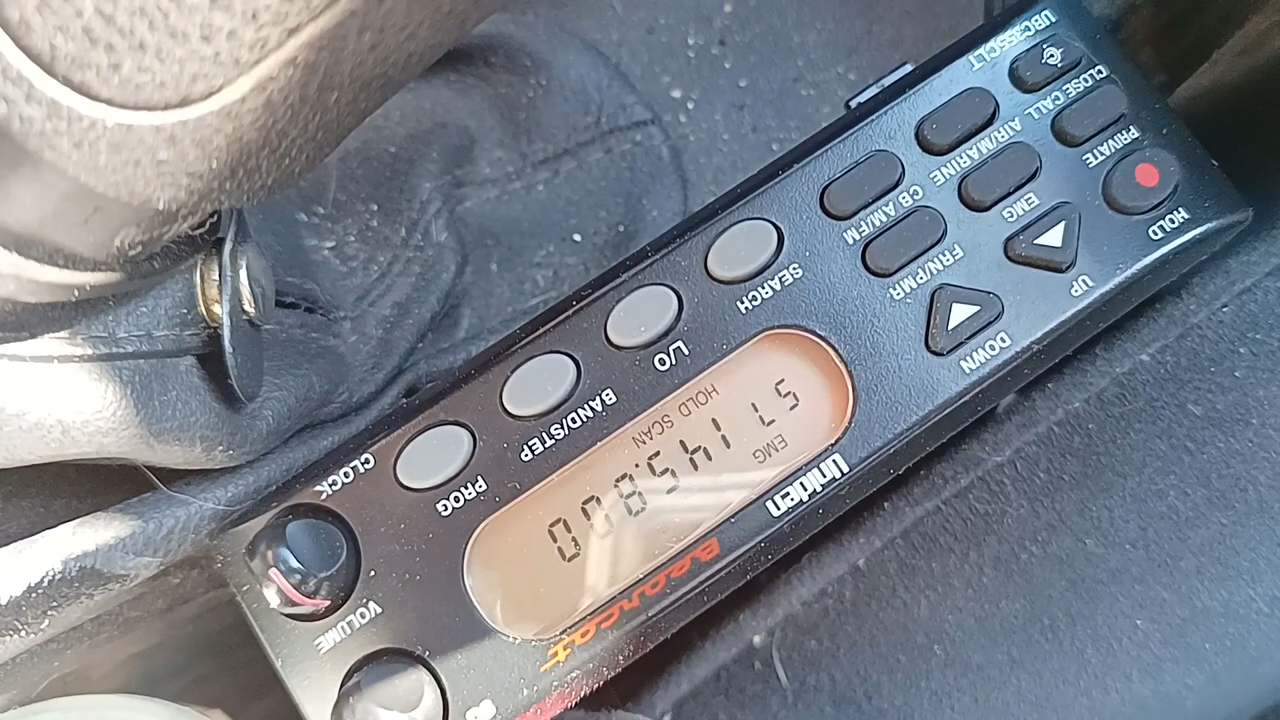 Uniden
Bearcat
EMG
57 145.800
HOLD SCAN
VOLUME
HOLD
UP
DOWN
PRIVATE
EMG
FRN/PMR
CLOSE CALL
AIR/MARINE
CB AM/FM
SEARCH
L/O
BAND/STEP
PROG
CLOCK
UBC355CLT